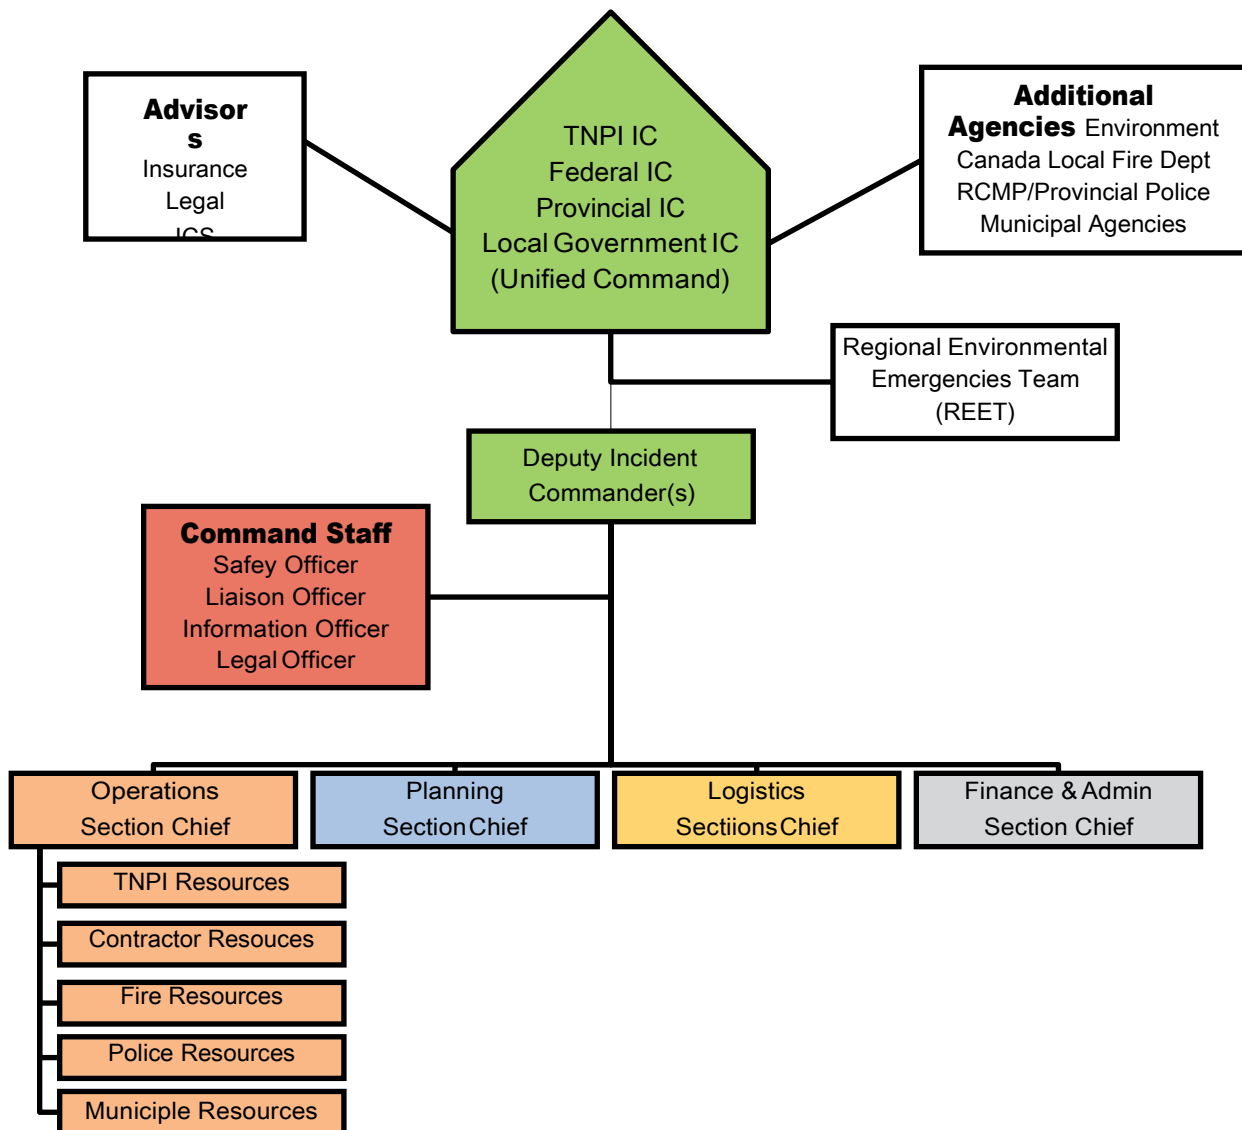 Advisor
s
Insurance
Legal
ICS
TNPI IC
Federal IC
Provincial IC
Local Government IC
(Unified Command)
Additional
Agencies Environment
Canada Local Fire Dept
RCMP/Provincial Police
Municipal Agencies
Regional Environmental
Emergencies Team
(REET)
Deputy Incident
Commander(s)
Command Staff
Safey Officer
Liaison Officer
Information Officer
Legal Officer
Operations
Section Chief
Planning
Section Chief
Logistics
Sectiions Chief
Finance & Admin
Section Chief
TNPI Resources
Contractor Resouces
Fire Resources
Police Resources
Municiple Resources